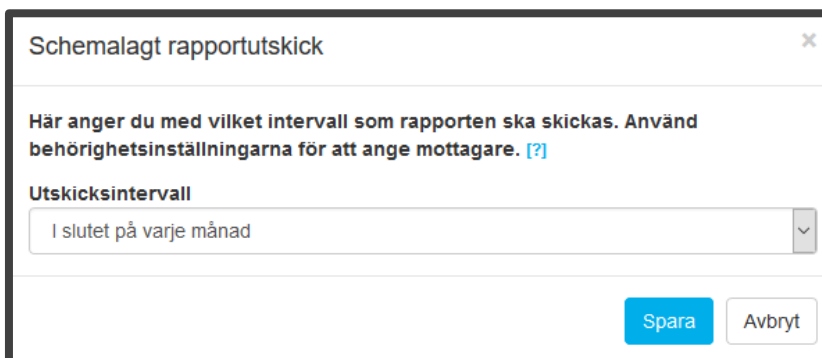 Schemalagt rapportutskick
×
Här anger du med vilket intervall som rapporten ska skickas. Använd
behörighetsinställningarna för att ange mottagare. [?]
Utskicksintervall
I slutet på varje månad
Spara Avbryt